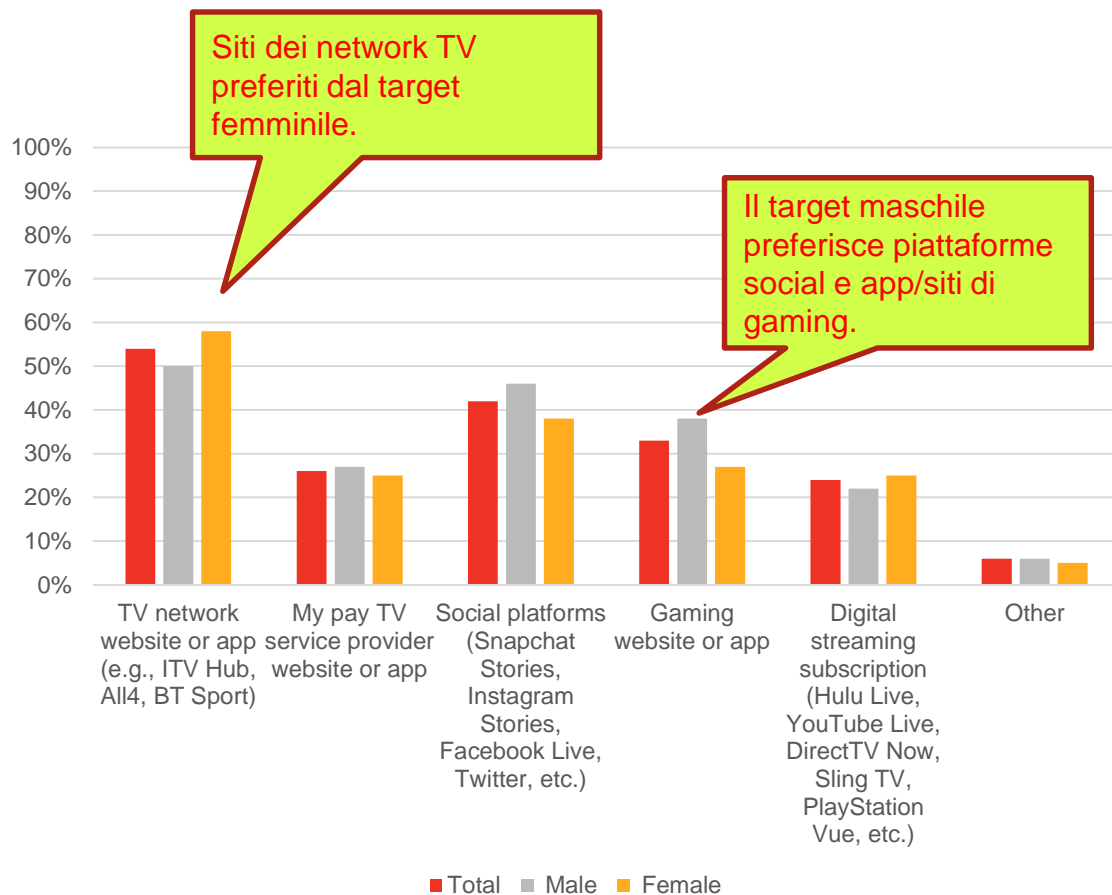 Siti dei network TV
preferiti dal target
femminile.
Il target maschile
preferisce piattaforme
social e app/siti di
gaming.
100%
90%
80%
70%
60%
50%
40%
30%
20%
10%
0%
TV network
website or app
(e.g., ITV Hub,
All4, BT Sport)
My pay TV
service provider
website or app
Social platforms
(Snapchat
Stories,
Instagram
Stories,
Facebook Live,
Twitter, etc.)
Gaming
website or app
Digital
streaming
subscription
(Hulu Live,
YouTube Live,
DirectTV Now,
Sling TV,
PlayStation
Vue, etc.)
Other
Total Male Female